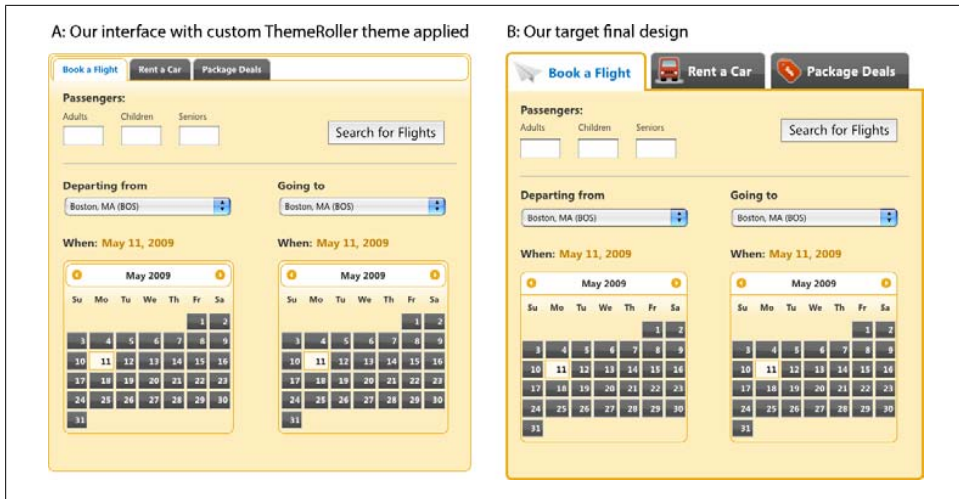 A: Our interface with custom ThemeRoller theme applied
Book a Flight Rent a Car Package Deals
Passengers:
Adults Children Seniors
Search for Flights
Departing from Going to
Boston, MA (BOS) Boston, MA (BOS)
When: May 11, 2009 When: May 11, 2009
May 2009 May 2009
Su Mo Tu We Th Fr Sa Su Mo Tu We Th Fr Sa
1 2 1 2
3 4 5 6 7 8 9 3 4 5 6 7 8 9
10 11 12 13 14 15 16 10 11 12 13 14 15 16
17 18 19 20 21 22 23 17 18 19 20 21 22 23
24 25 26 27 28 29 30 24 25 26 27 28 29 30
31 31
B: Our target final design
Book a Flight Rent a Car Package Deals
Passengers:
Adults Children Seniors
Search for Flights
Departing from Going to
Boston, MA (BOS) Boston, MA (BOS)
When: May 11, 2009 When: May 11, 2009
May 2009 May 2009
Su Mo Tu We Th Fr Sa Su Mo Tu We Th Fr Sa
1 2 1 2
3 4 5 6 7 8 9 3 4 5 6 7 8 9
10 11 12 13 14 15 16 10 11 12 13 14 15 16
17 18 19 20 21 22 23 17 18 19 20 21 22 23
24 25 26 27 28 29 30 24 25 26 27 28 29 30
31 31